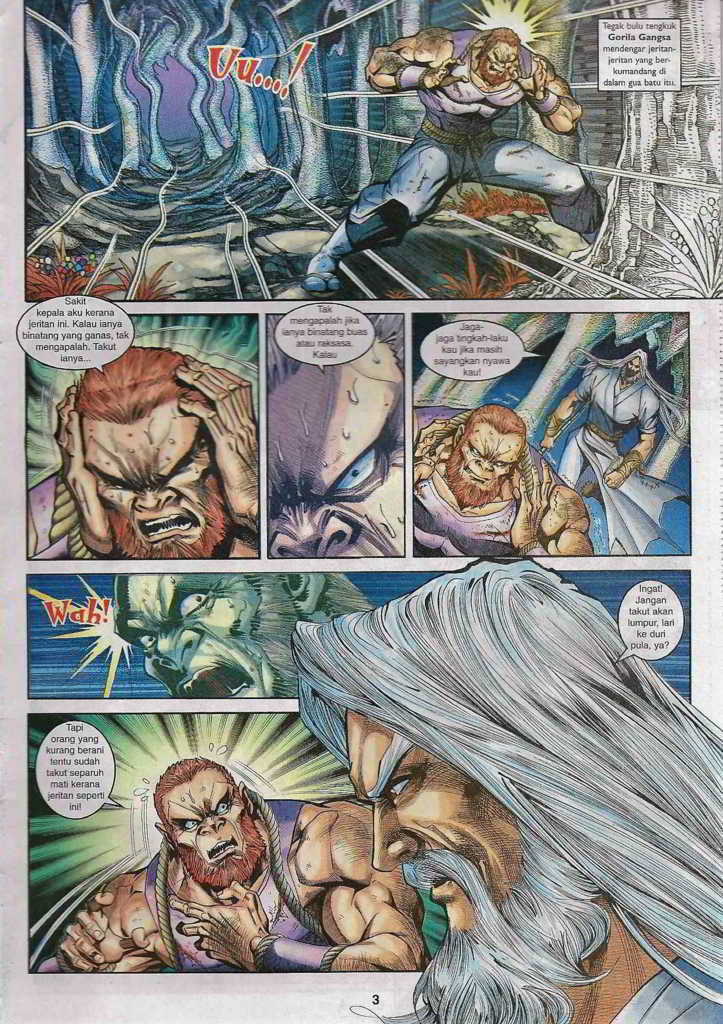 Uu....!
Tegak bulu tengkuk
Gorila Gangsa
mendengar jeritan-
jeritan yang ber-
kumandang di
dalam gua batu itu.
Sakit
kepala aku kerana
jeritan ini. Kalau ianya
binatang yang ganas, tak
mengapalah. Takut
ianya...
Tak
mengapalah jika
ianya binatang buas
atau raksasa.
Kalau
Jaga-
jaga tingkah-laku
kau jika masih
sayangkan nyawa
kau!
Wah!
Ingat!
Jangan
takut akan
lumpur, lari
ke duri
pula, ya?
Tapi
orang yang
kurang berani
tentu sudah
takut separuh
mati kerana
jeritan seperti
ini!
3